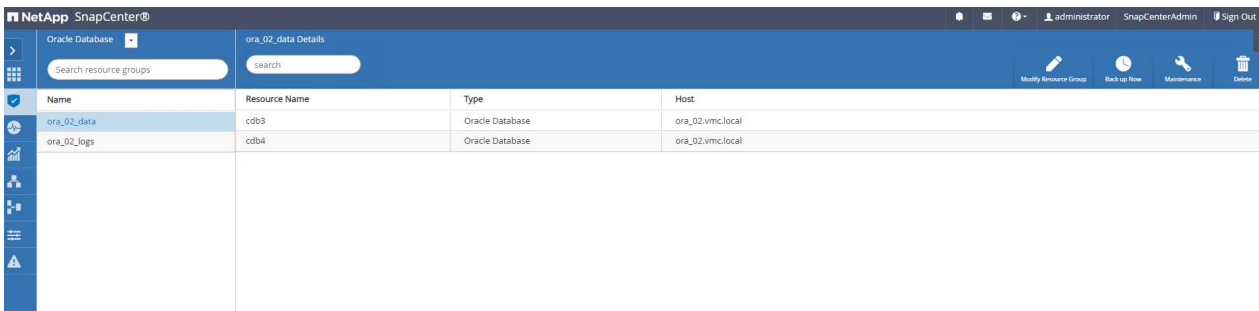 NetApp SnapCenter®
administrator SnapCenterAdmin Sign Out
Oracle Database
ora_02_data Details
Search resource groups
search
Modify Resource Group Back up Now Maintenance Delete
Name
Resource Name Type Host
ora_02_data
cdb3 Oracle Database ora_02.vmc.local
ora_02_logs
cdb4 Oracle Database ora_02.vmc.local